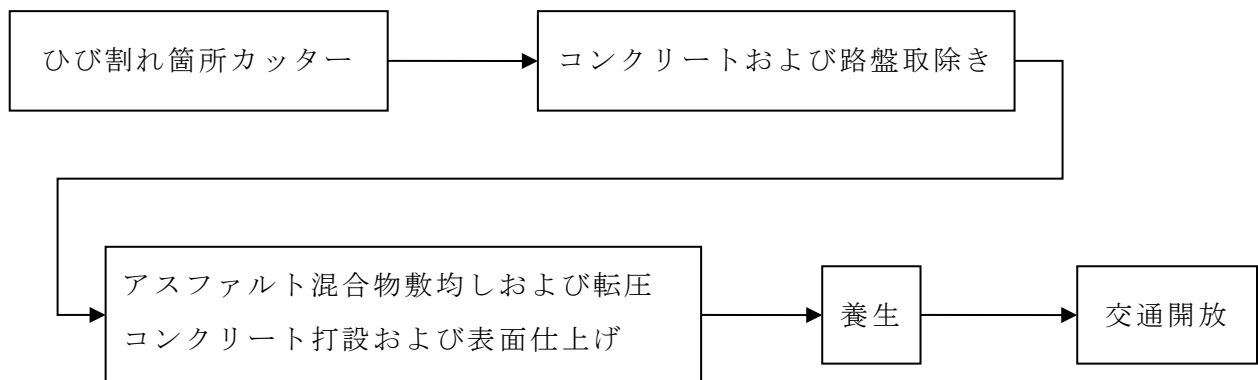 ひび割れ箇所カッター
コンクリートおよび路盤取除き
アスファルト混合物敷均しおよび転圧
コンクリート打設および表面仕上げ
養生
交通開放